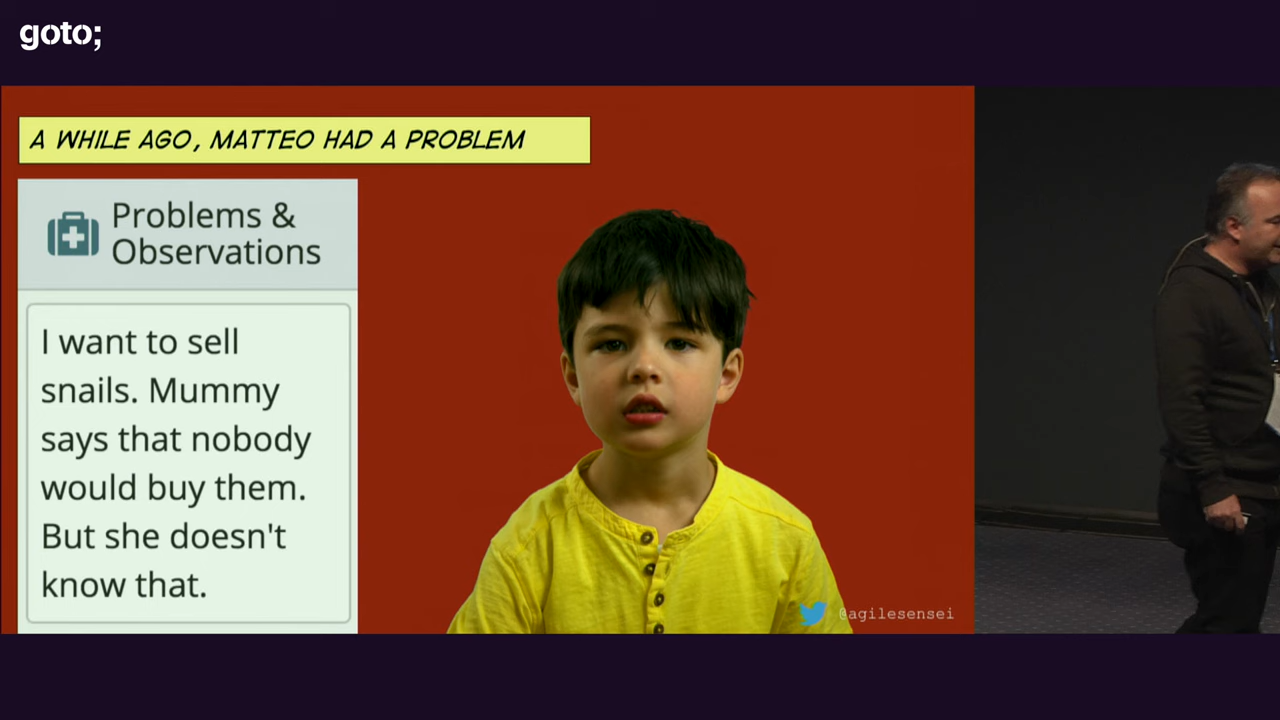 goto;
A WHILE AGO, MATTEO HAD A PROBLEM
Problems &
Observations
I want to sell
snails. Mummy
says that nobody
would buy them.
But she doesn't
know that.
@agilesensei